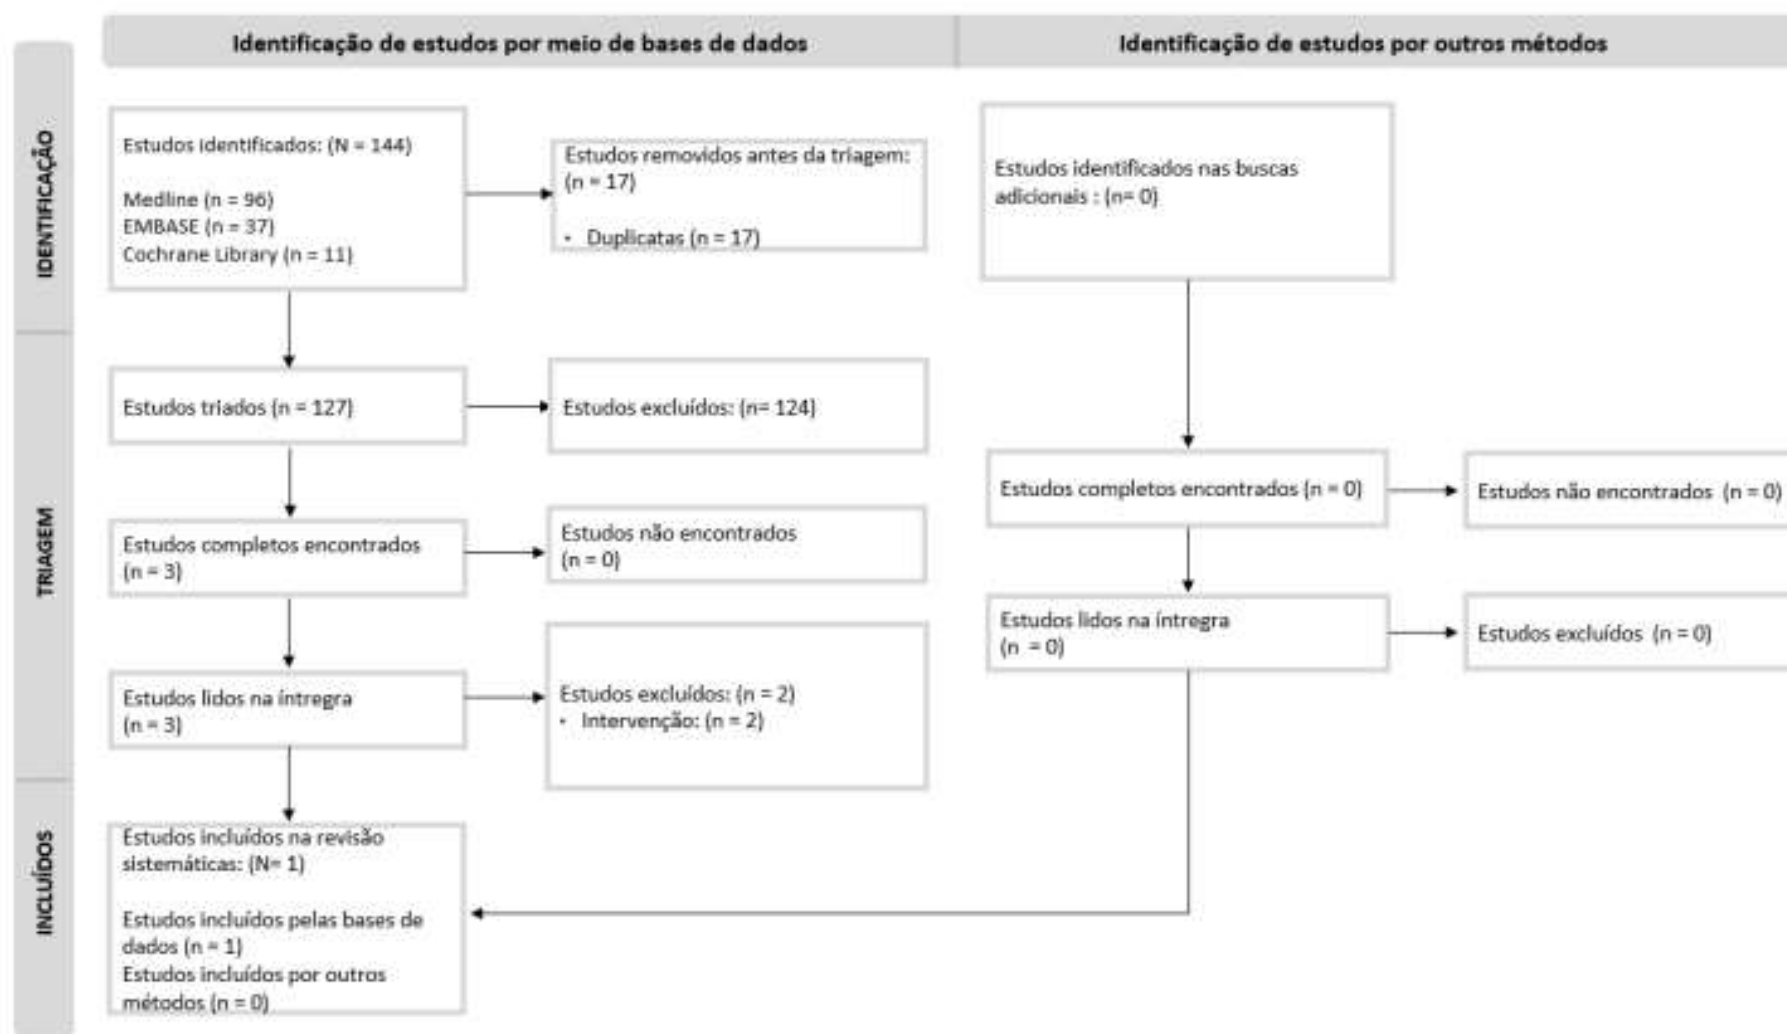 Identificação de estudos por meio de bases de dados
Identificação de estudos por outros métodos
IDENTIFICAÇÃO
Estudos identificados: (N = 144)
Medline (n = 96)
EMBASE (n = 37)
Cochrane Library (n = 11)
Estudos removidos antes da triagem:
(n = 17)
• Duplicatas (n = 17)
Estudos identificados nas buscas
adicionais : (n= 0)
TRIAGEM
Estudos triados (n = 127)
Estudos excluídos: (n= 124)
Estudos completos encontrados
(n = 3)
Estudos não encontrados
(n = 0)
Estudos lidos na íntregra
(n = 3)
Estudos excluídos: (n = 2)
• Intervenção: (n = 2)
Estudos completos encontrados (n = 0)
Estudos não encontrados (n = 0)
Estudos lidos na íntregra
(n = 0)
Estudos excluídos (n = 0)
INCLUÍDOS
Estudos incluídos na revisão
sistemáticas: (N= 1)
Estudos incluídos pelas bases de
dados (n = 1)
Estudos incluídos por outros
métodos (n = 0)